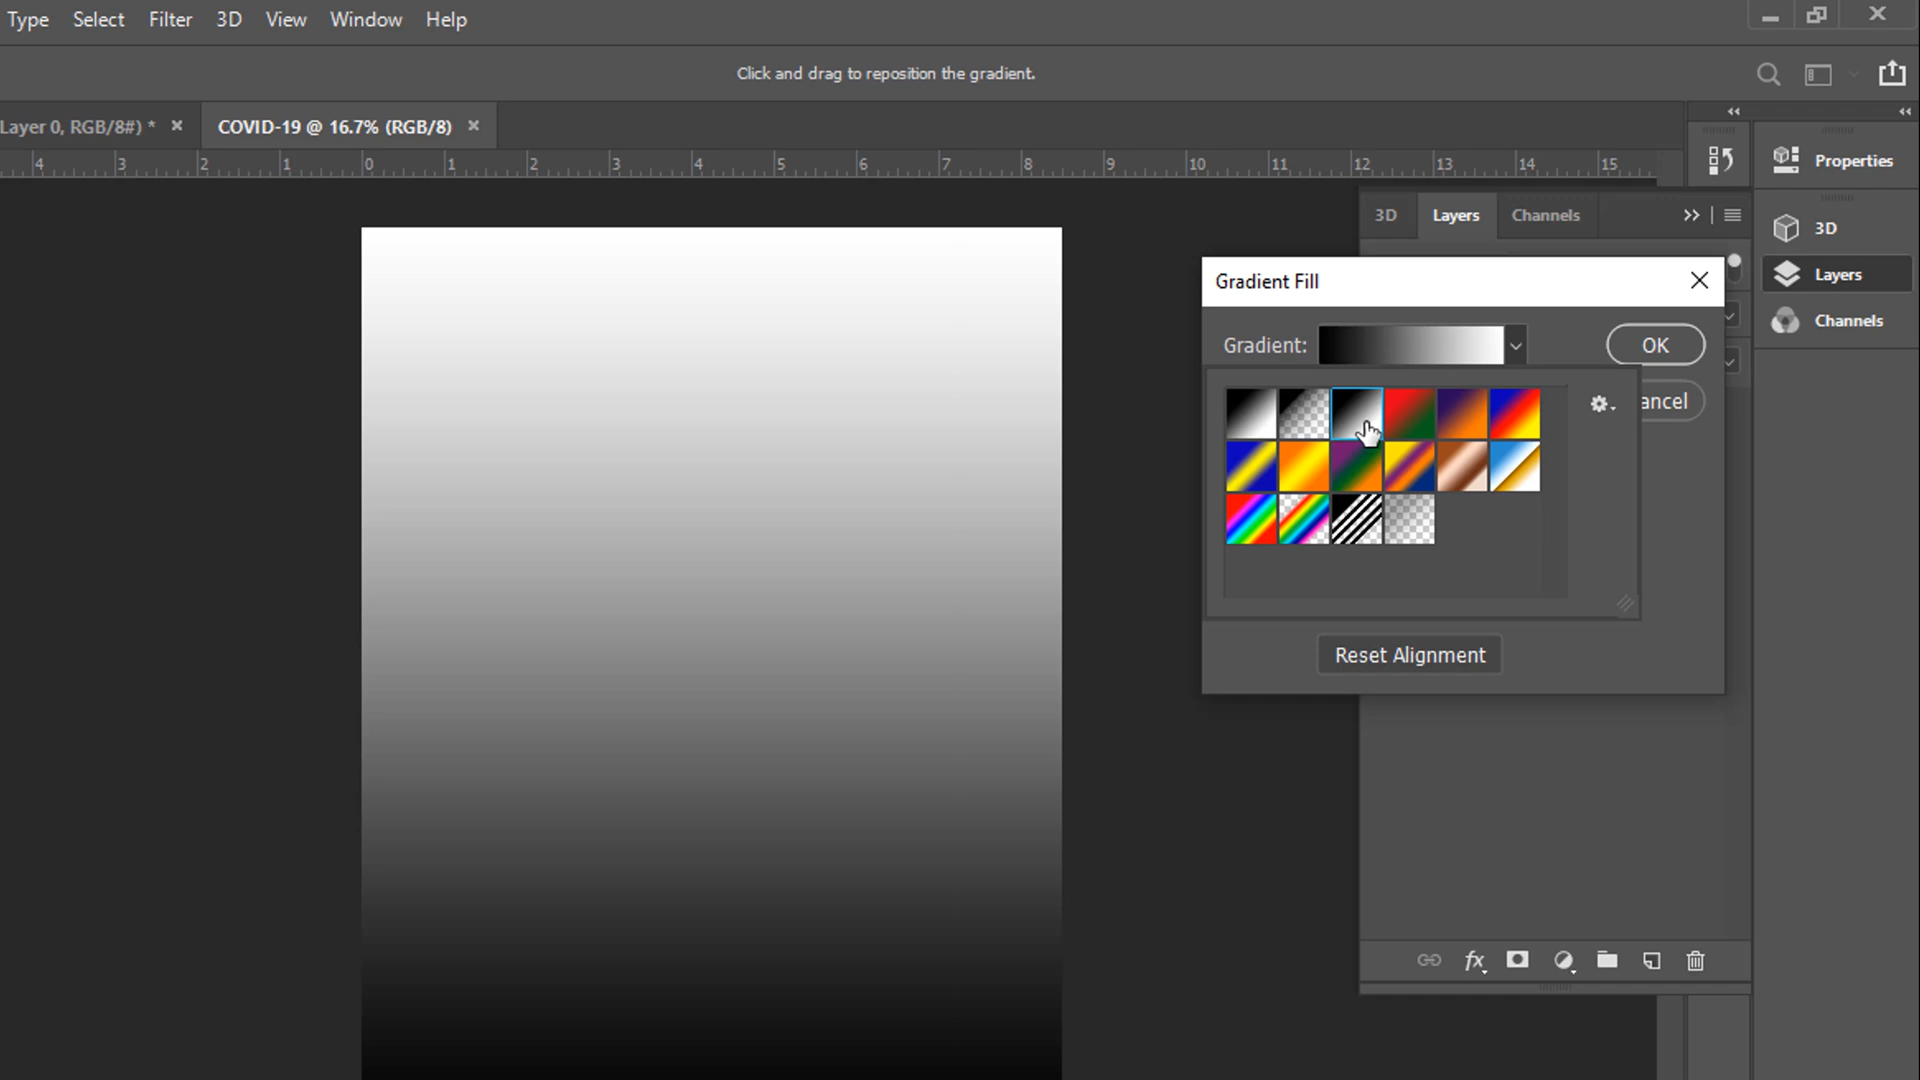 Type Select Filter 3D View Window Help
Click and drag to reposition the gradient.
Layer 0, RGB/8#) * ×
COVID-19 @ 16.7% (RGB/8) ×
4 3 2 1 0 1 2 3 4 5 6 7 8 9 10 11 12 13 14 15
Properties
3D Layers Channels
3D
Layers
Channels
Gradient Fill
Gradient:
OK
ancel
Reset Alignment
fx